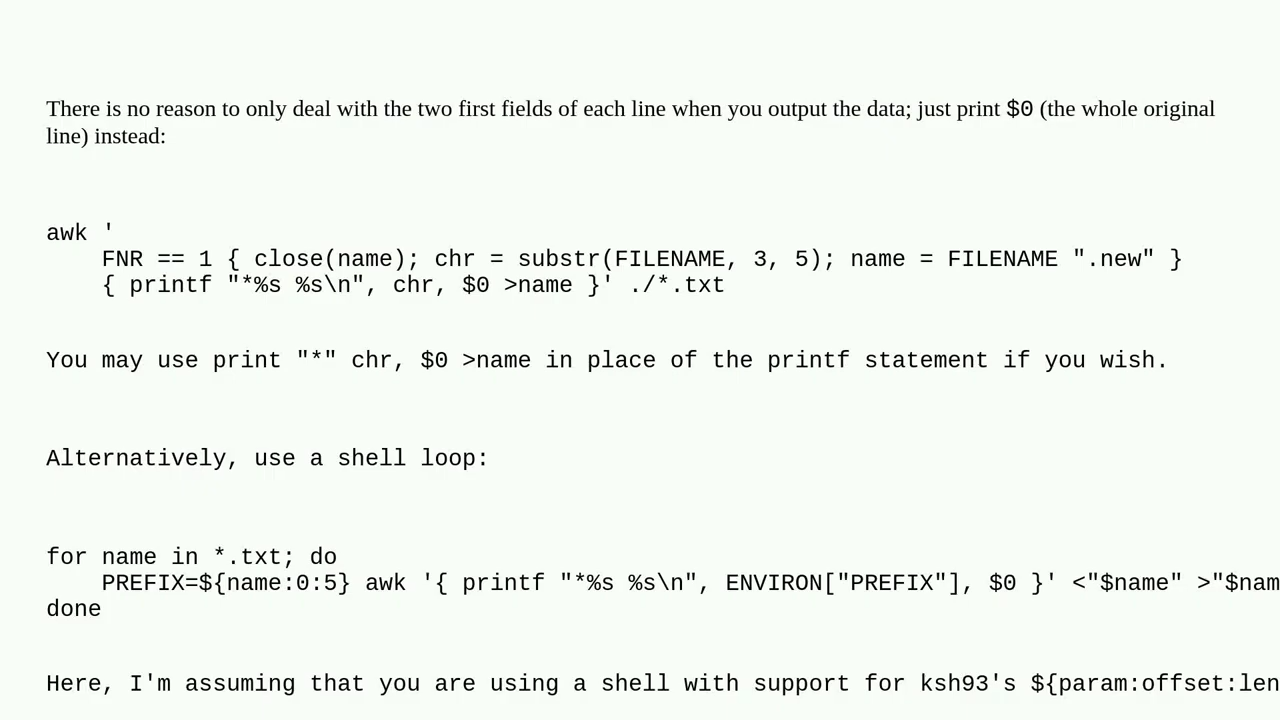 There is no reason to only deal with the two first fields of each line when you output the data; just print $0 (the whole original
line) instead:
awk '
    FNR == 1 { close(name); chr = substr(FILENAME, 3, 5); name = FILENAME ".new" }
    { printf "*%s %s\n", chr, $0 >name }' ./*.txt
You may use print "*" chr, $0 >name in place of the printf statement if you wish.
Alternatively, use a shell loop:
for name in *.txt; do
    PREFIX=${name:0:5} awk '{ printf "*%s %s\n", ENVIRON["PREFIX"], $0 }' <"$name" >"$nam
done
Here, I'm assuming that you are using a shell with support for ksh93's ${param:offset:len